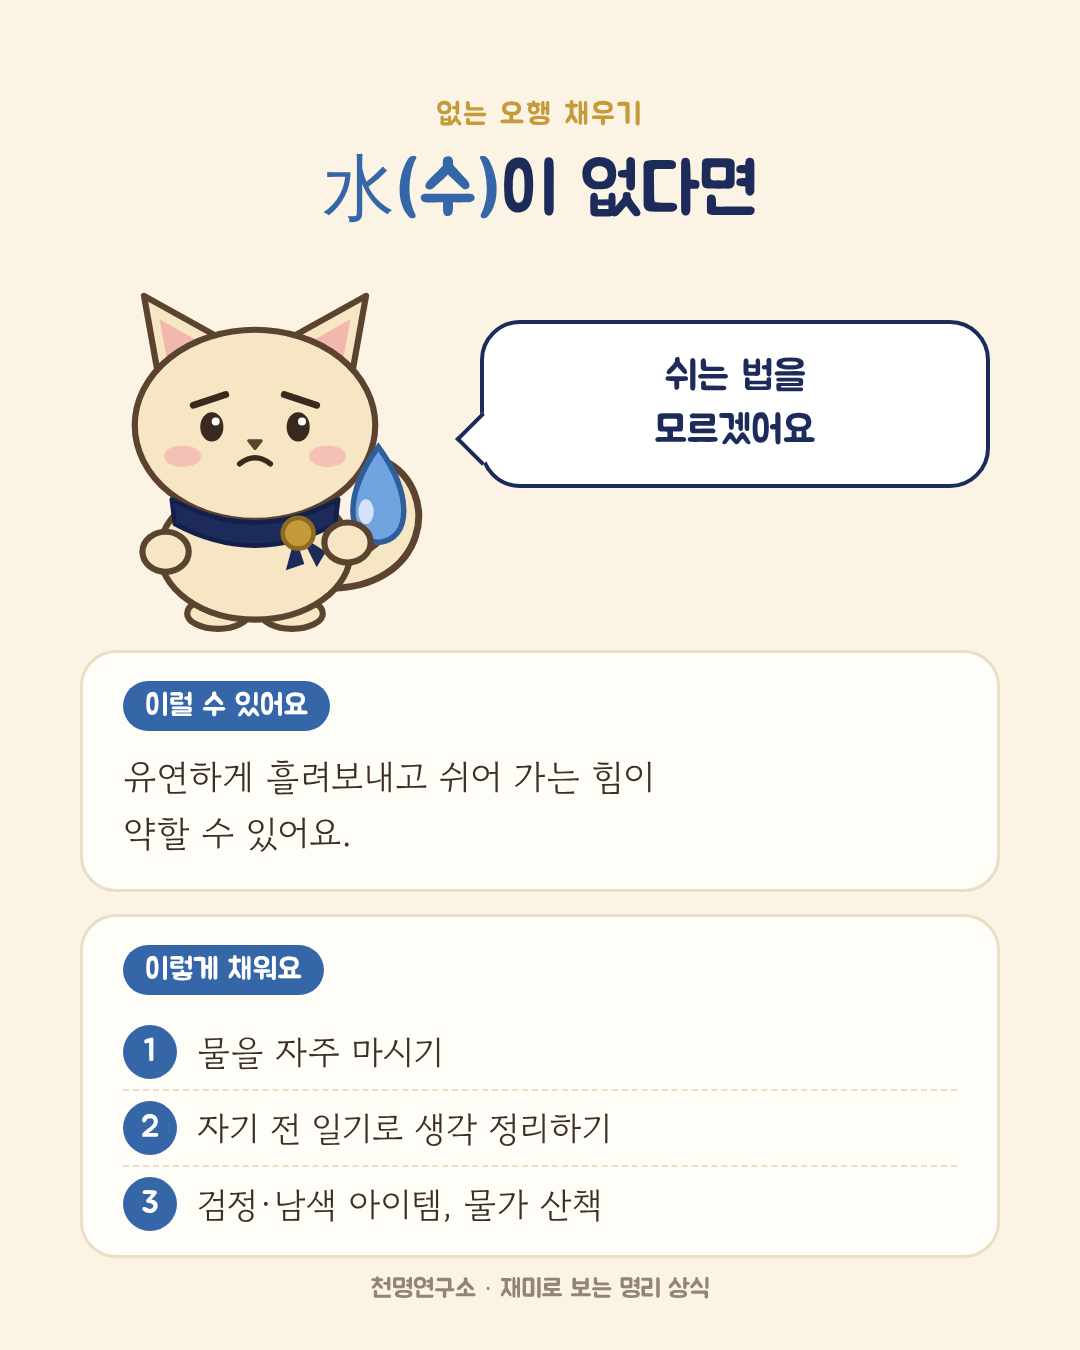 없는 오행 채우기
水(수)이 없다면
쉬는 법을
모르겠어요
이럴 수 있어요
유연하게 흘려보내고 쉬어 가는 힘이
약할 수 있어요.
이렇게 채워요
1 물을 자주 마시기
2 자기 전 일기로 생각 정리하기
3 검정·남색 아이템, 물가 산책
천명연구소 · 재미로 보는 명리 상식